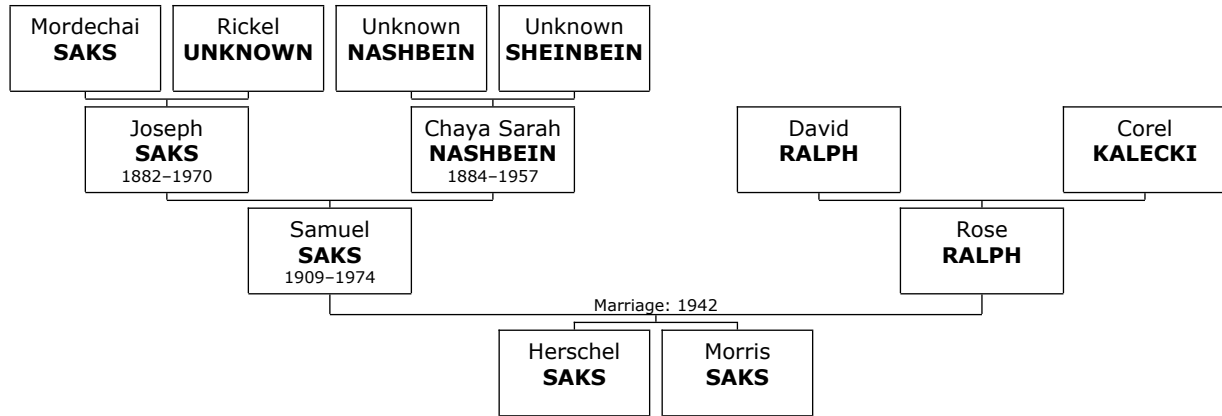 Mordechai
SAKS
Rickel
UNKNOWN
Unknown
NASHBEIN
Unknown
SHEINBEIN
Joseph
SAKS
1882–1970
Chaya Sarah
NASHBEIN
1884–1957
David
RALPH
Corel
KALECKI
Samuel
SAKS
1909–1974
Rose
RALPH
Marriage: 1942
Herschel
SAKS
Morris
SAKS